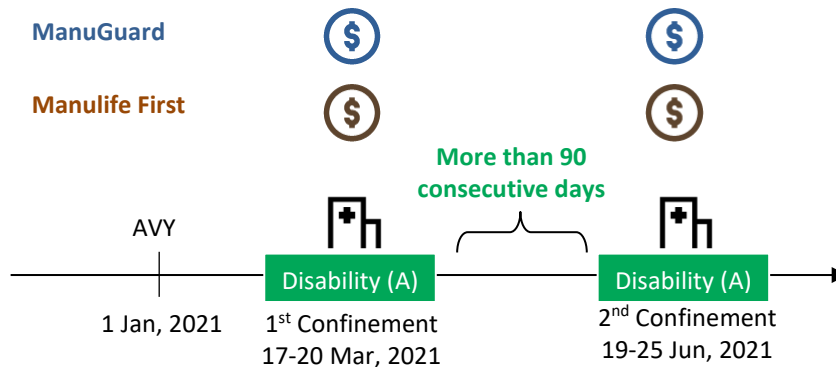 ManuGuard
$
$
Manulife First
$
$
More than 90
consecutive days
AVY
Disability (A)
Disability (A)
1 Jan, 2021
1st Confinement
17-20 Mar, 2021
2nd Confinement
19-25 Jun, 2021